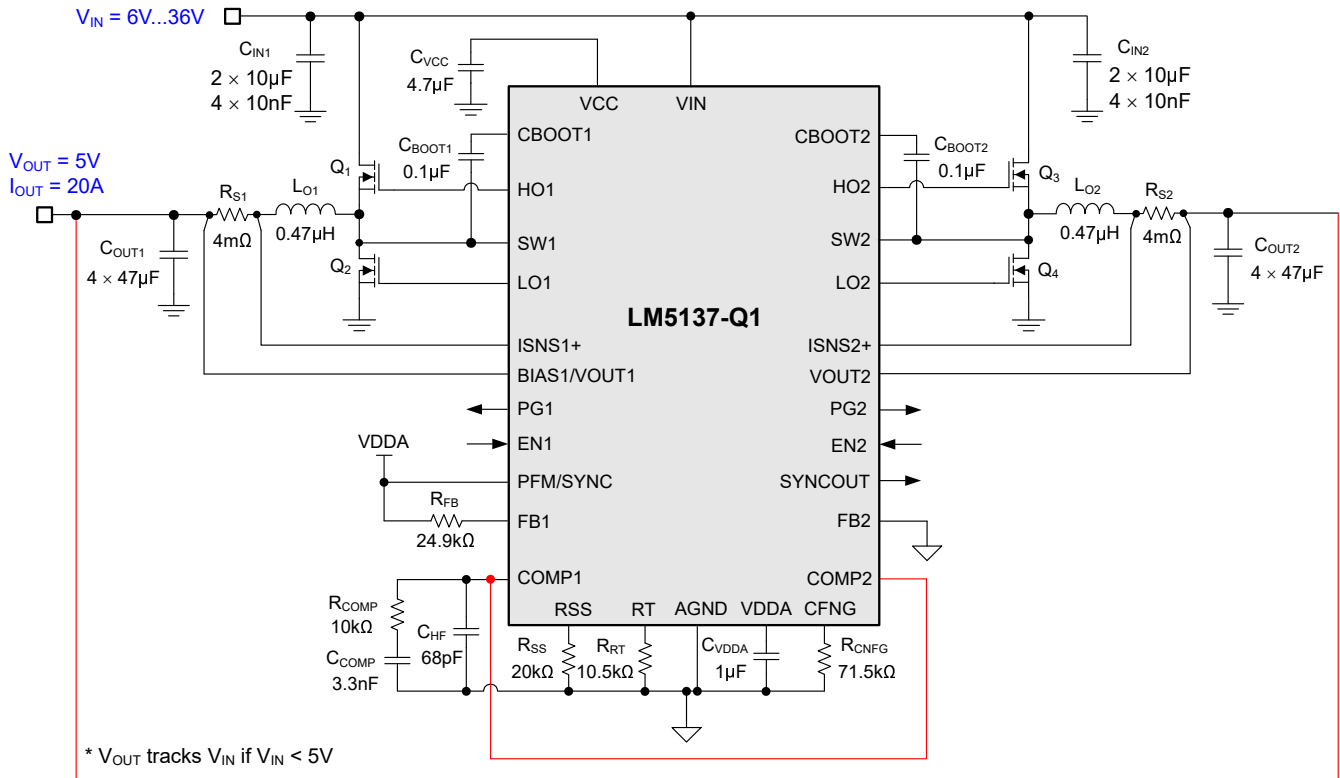 VIN = 6V...36V
CIN1
2 × 10µF
4 × 10nF
CVCC
4.7µF
CIN2
2 × 10µF
4 × 10nF
VCC
VIN
CBOOT1
CBOOT2
CBOOT1
0.1µF
CBOOT2
0.1µF
VOUT = 5V
IOUT = 20A
Q1
HO1
HO2
Q3
RS1
4mΩ
LO1
0.47µH
LO2
0.47µH
RS2
4mΩ
SW1
SW2
COUT1
4 × 47µF
Q2
LO1
LO2
Q4
COUT2
4 × 47µF
LM5137-Q1
ISNS1+
ISNS2+
BIAS1/VOUT1
VOUT2
PG1
PG2
EN1
EN2
VDDA
PFM/SYNC
SYNCOUT
RFB
24.9kΩ
FB1
FB2
COMP1
COMP2
RSS
RT
AGND
VDDA
CFNG
RCOMP
10kΩ
CHF
68pF
CCOMP
3.3nF
RSS
20kΩ
RRT
10.5kΩ
CVDDA
1µF
RCNFG
71.5kΩ
* VOUT tracks VIN if VIN < 5V